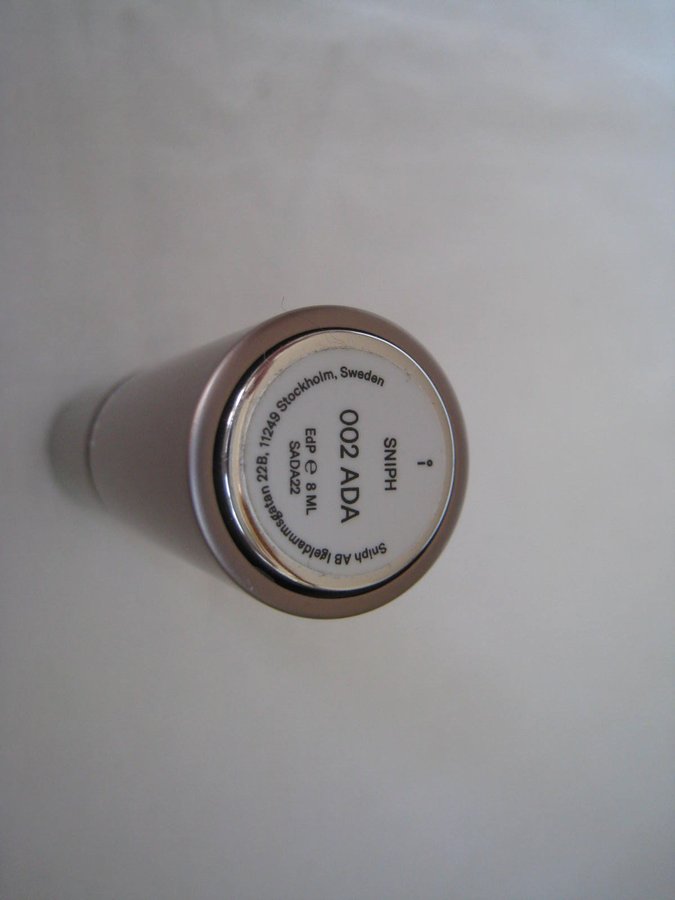 SNIPH
002 ADA
EdP ℮ 8 ML
SADA22
Sniph AB Igeldammsgatan 22B, 11249 Stockholm, Sweden